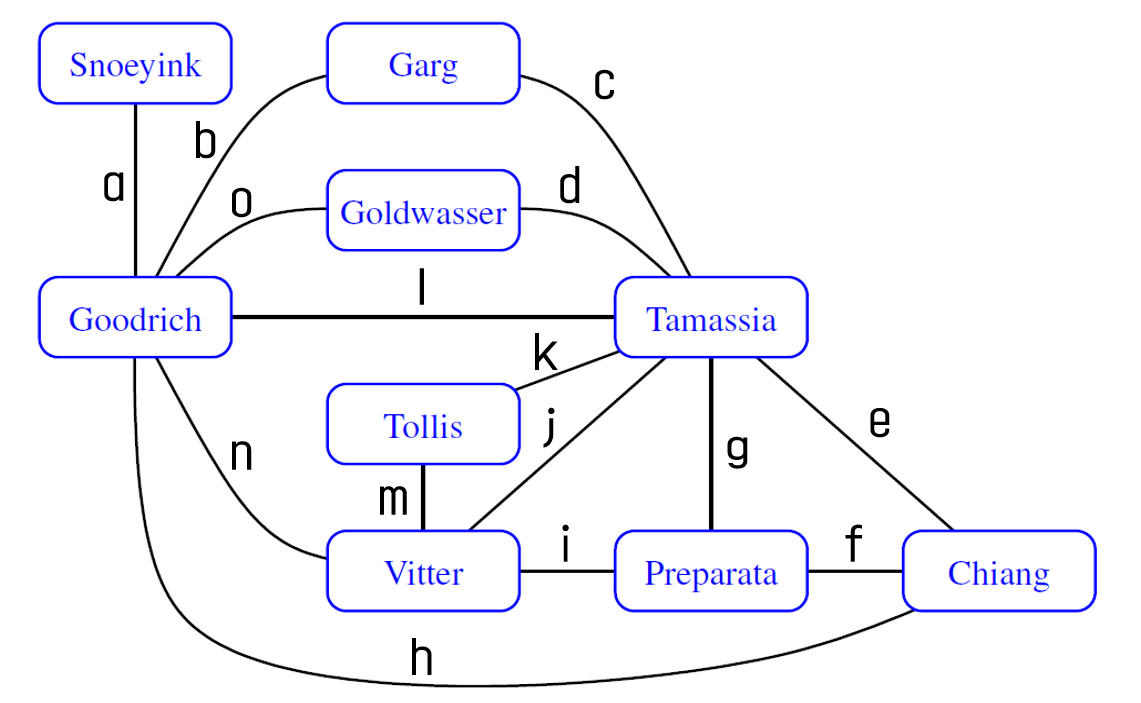 Snoeyink
Garg
c
b
a
o
Goldwasser
d
l
Goodrich
Tamassia
k
Tollis
j
e
n
g
m
i
f
Vitter
Preparata
Chiang
h